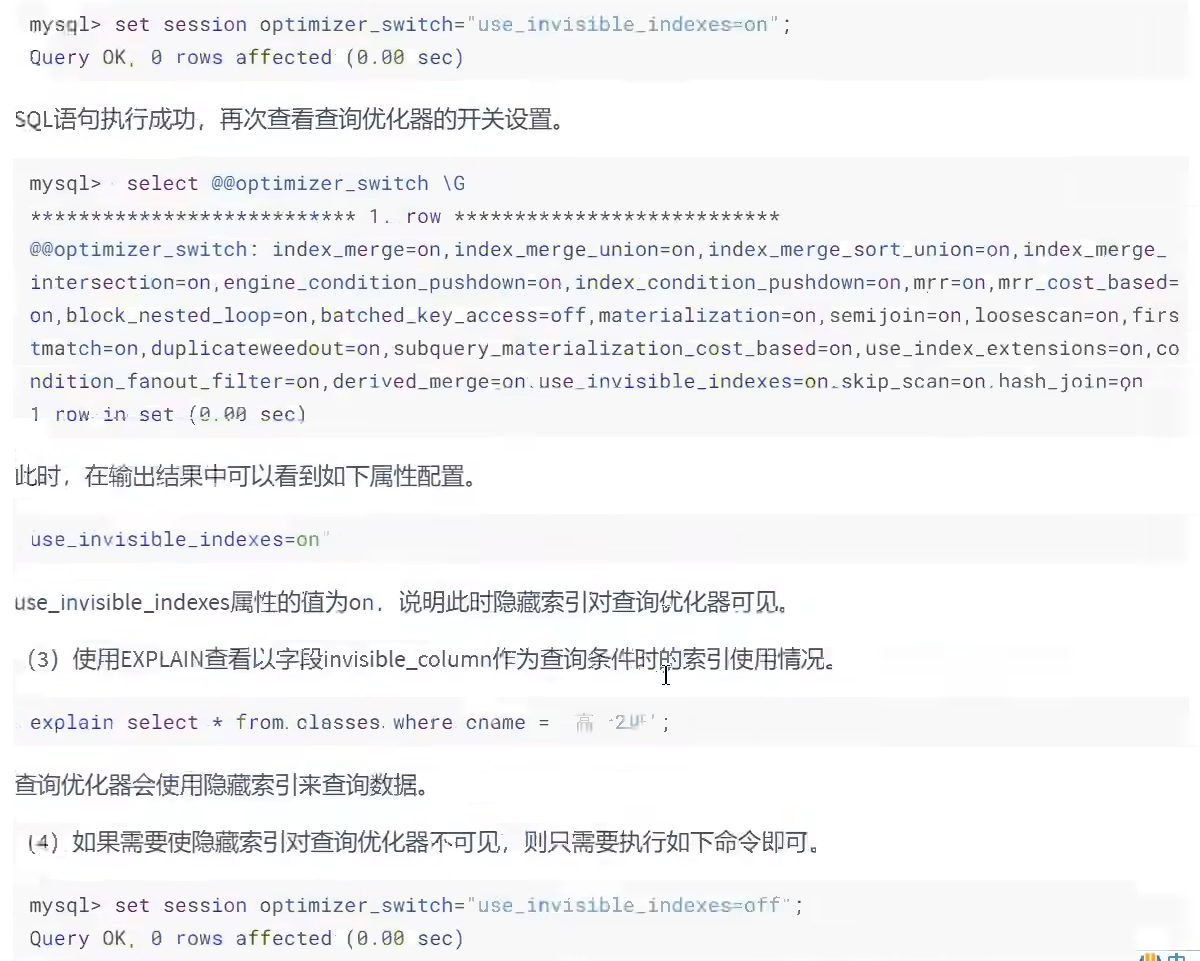 mysql> set session optimizer_switch="use_invisible_indexes=on";
Query OK, 0 rows affected (0.00 sec)
SQL语句执行成功，再次查看查询优化器的开关设置。
mysql> select @@optimizer_switch \G
*************************** 1. row ***************************
@@optimizer_switch: index_merge=on,index_merge_union=on,index_merge_sort_union=on,index_merge_
intersection=on,engine_condition_pushdown=on,index_condition_pushdown=on,mrr=on,mrr_cost_based=
on,block_nested_loop=on,batched_key_access=off,materialization=on,semijoin=on,loosescan=on,firs
tmatch=on,duplicateweedout=on,subquery_materialization_cost_based=on,use_index_extensions=on,co
ndition_fanout_filter=on,derived_merge=on,use_invisible_indexes=on,skip_scan=on,hash_join=on
1 row in set (0.00 sec)
此时，在输出结果中可以看到如下属性配置。
use_invisible_indexes=on"
use_invisible_indexes属性的值为on，说明此时隐藏索引对查询优化器可见。
（3）使用EXPLAIN查看以字段invisible_column作为查询条件时的索引使用情况。
explain select * from classes where cname = 高 ';
查询优化器会使用隐藏索引来查询数据。
（4）如果需要使隐藏索引对查询优化器不可见，则只需要执行如下命令即可。
mysql> set session optimizer_switch="use_invisible_indexes=off";
Query OK, 0 rows affected (0.00 sec)